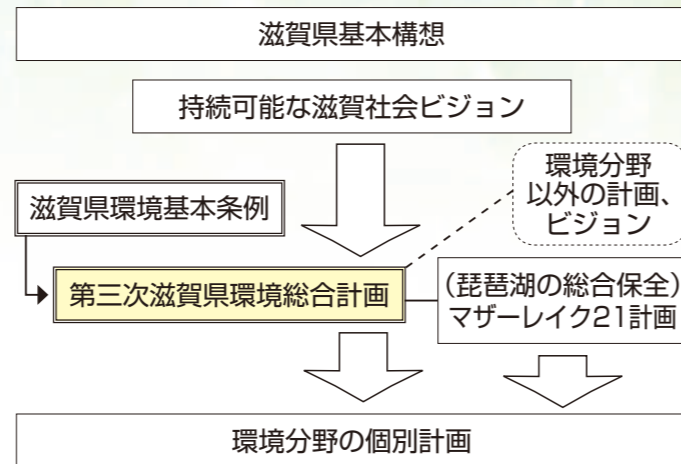 滋賀県基本構想
持続可能な滋賀社会ビジョン
環境分野
以外の計画、
ビジョン
滋賀県環境基本条例
第三次滋賀県環境総合計画
(琵琶湖の総合保全)
マザーレイク21計画
環境分野の個別計画